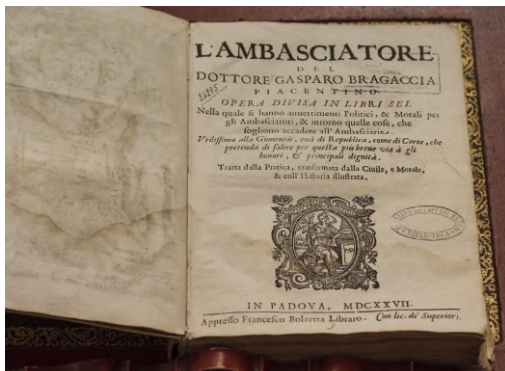 L'AMBASCIATORE
DEL
DOTTORE GASPARO BRAGACCIA
PIACENTINO.
OPERA DIVISA IN LIBRI SEI.
Nella quale si hanno auuertimenti Politici, & Morali per
gli Ambasciatori, & intorno quelle cose, che
sogliono accadere all' Ambasciarie.
Vtilissima alla Giouentù, così di Republica, come di Corte, che
pretenda di salire per questa più breue via à gli
honori, & principali dignità.
Tratta dalla Pratica, confirmata dalla Ciuile, e Morale,
& coll' Historia illustrata.
IN PADOVA, MDCXXVII.
Appresso Francesco Bolzetta Libraro. Con lic. de' Superiori.